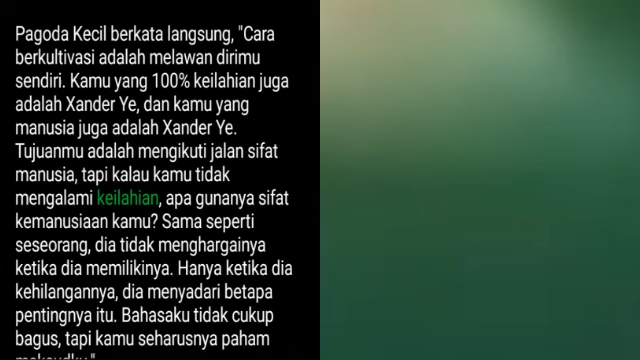 Pagoda Kecil berkata langsung, "Cara
berkultivasi adalah melawan dirimu
sendiri. Kamu yang 100% keilahian juga
adalah Xander Ye, dan kamu yang
manusia juga adalah Xander Ye.
Tujuanmu adalah mengikuti jalan sifat
manusia, tapi kalau kamu tidak
mengalami keilahian, apa gunanya sifat
kemanusiaan kamu? Sama seperti
seseorang, dia tidak menghargainya
ketika dia memilikinya. Hanya ketika dia
kehilangannya, dia menyadari betapa
pentingnya itu. Bahasaku tidak cukup
bagus, tapi kamu seharusnya paham